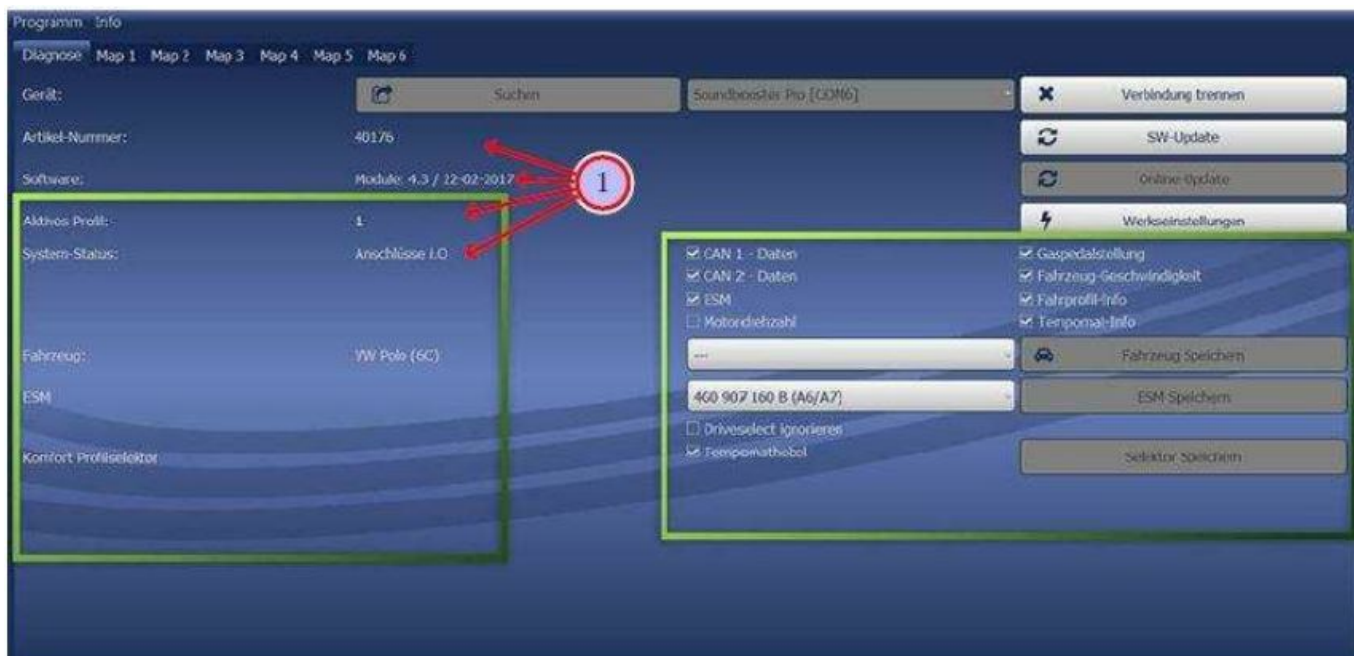 Programm Info
Diagnose Map 1 Map 2 Map 3 Map 4 Map 5 Map 6
Gerät: Suchen Soundbooster Pro [COM6] Verbindung trennen
Artikel-Nummer: 40176 SW-Update
Software: Module: 4.3 / 22-02-2017 1 Online-Update
Aktives Profil: 1 Werkseinstellungen
System-Status: Anschlüsse I.O CAN 1 - Daten Gaspedalstellung
CAN 2 - Daten Fahrzeug-Geschwindigkeit
ESM Fahrprofil-Info
Motordrehzahl Tempomat-Info
Fahrzeug: VW Polo (6C) --- Fahrzeug Speichern
ESM 4G0 907 160 B (A6/A7) ESM Speichern
Driveselect ignorieren
Komfort Profilselektor Tempomathebel Selektor Speichern